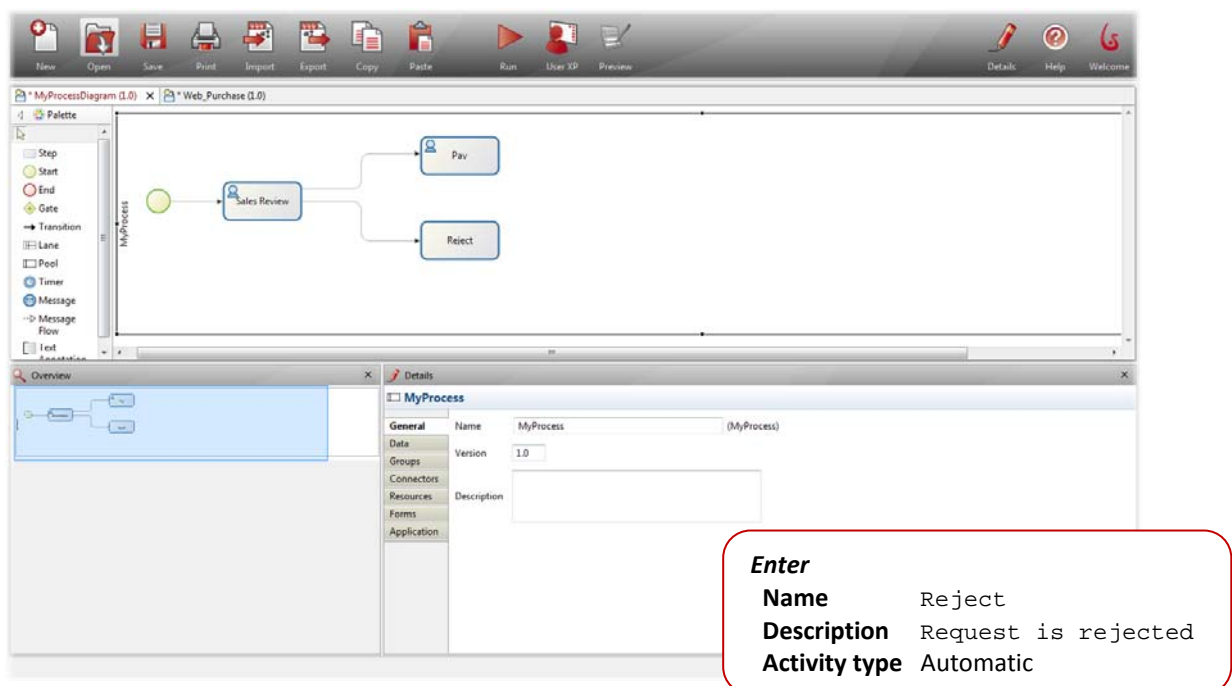 New Open Save Print Import Export Copy Paste Run User XP Preview Details Help Welcome
* MyProcessDiagram (1.0) X * Web_Purchase (1.0)
Palette
Step
Start
End
Gate
Transition
Lane
Pool
Timer
Message
Message
Flow
Text
Annotation
MyProcess
Sales Review
Pay
Reject
Overview
Details
MyProcess
General
Data
Groups
Connectors
Resources
Forms
Application
Name MyProcess (MyProcess)
Version 1.0
Description
Enter
Name Reject
Description Request is rejected
Activity type Automatic